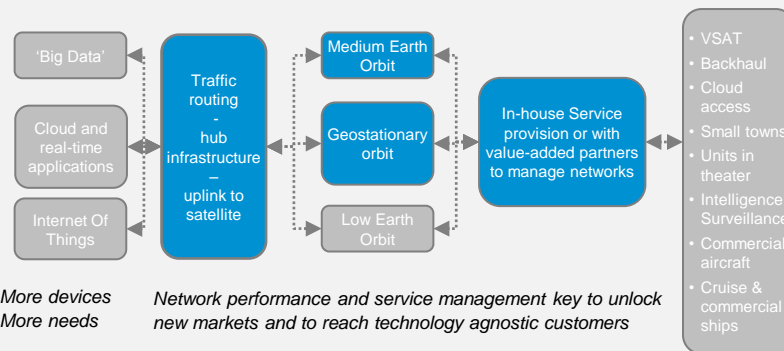 'Big Data'
Cloud and
real-time
applications
Internet Of
Things
Traffic
routing
-
hub
infrastructure
–
uplink to
satellite
Medium Earth
Orbit
Geostationary
orbit
Low Earth
Orbit
In-house Service
provision or with
value-added partners
to manage networks
• VSAT
• Backhaul
• Cloud
access
• Small towns
• Units in
theater
• Intelligence
Surveillance
• Commercial
aircraft
• Cruise &
commercial
ships
More devices
More needs
Network performance and service management key to unlock
new markets and to reach technology agnostic customers